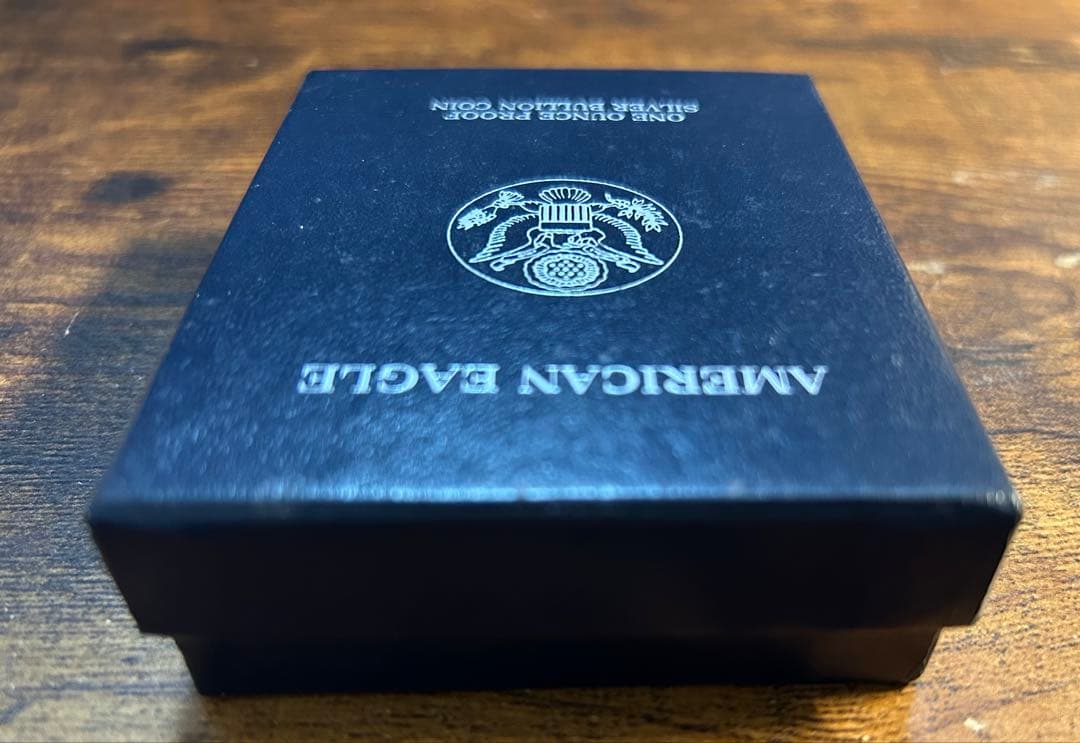 AMERICAN EAGLE
ONE OUNCE PROOF
SILVER BULLION COIN